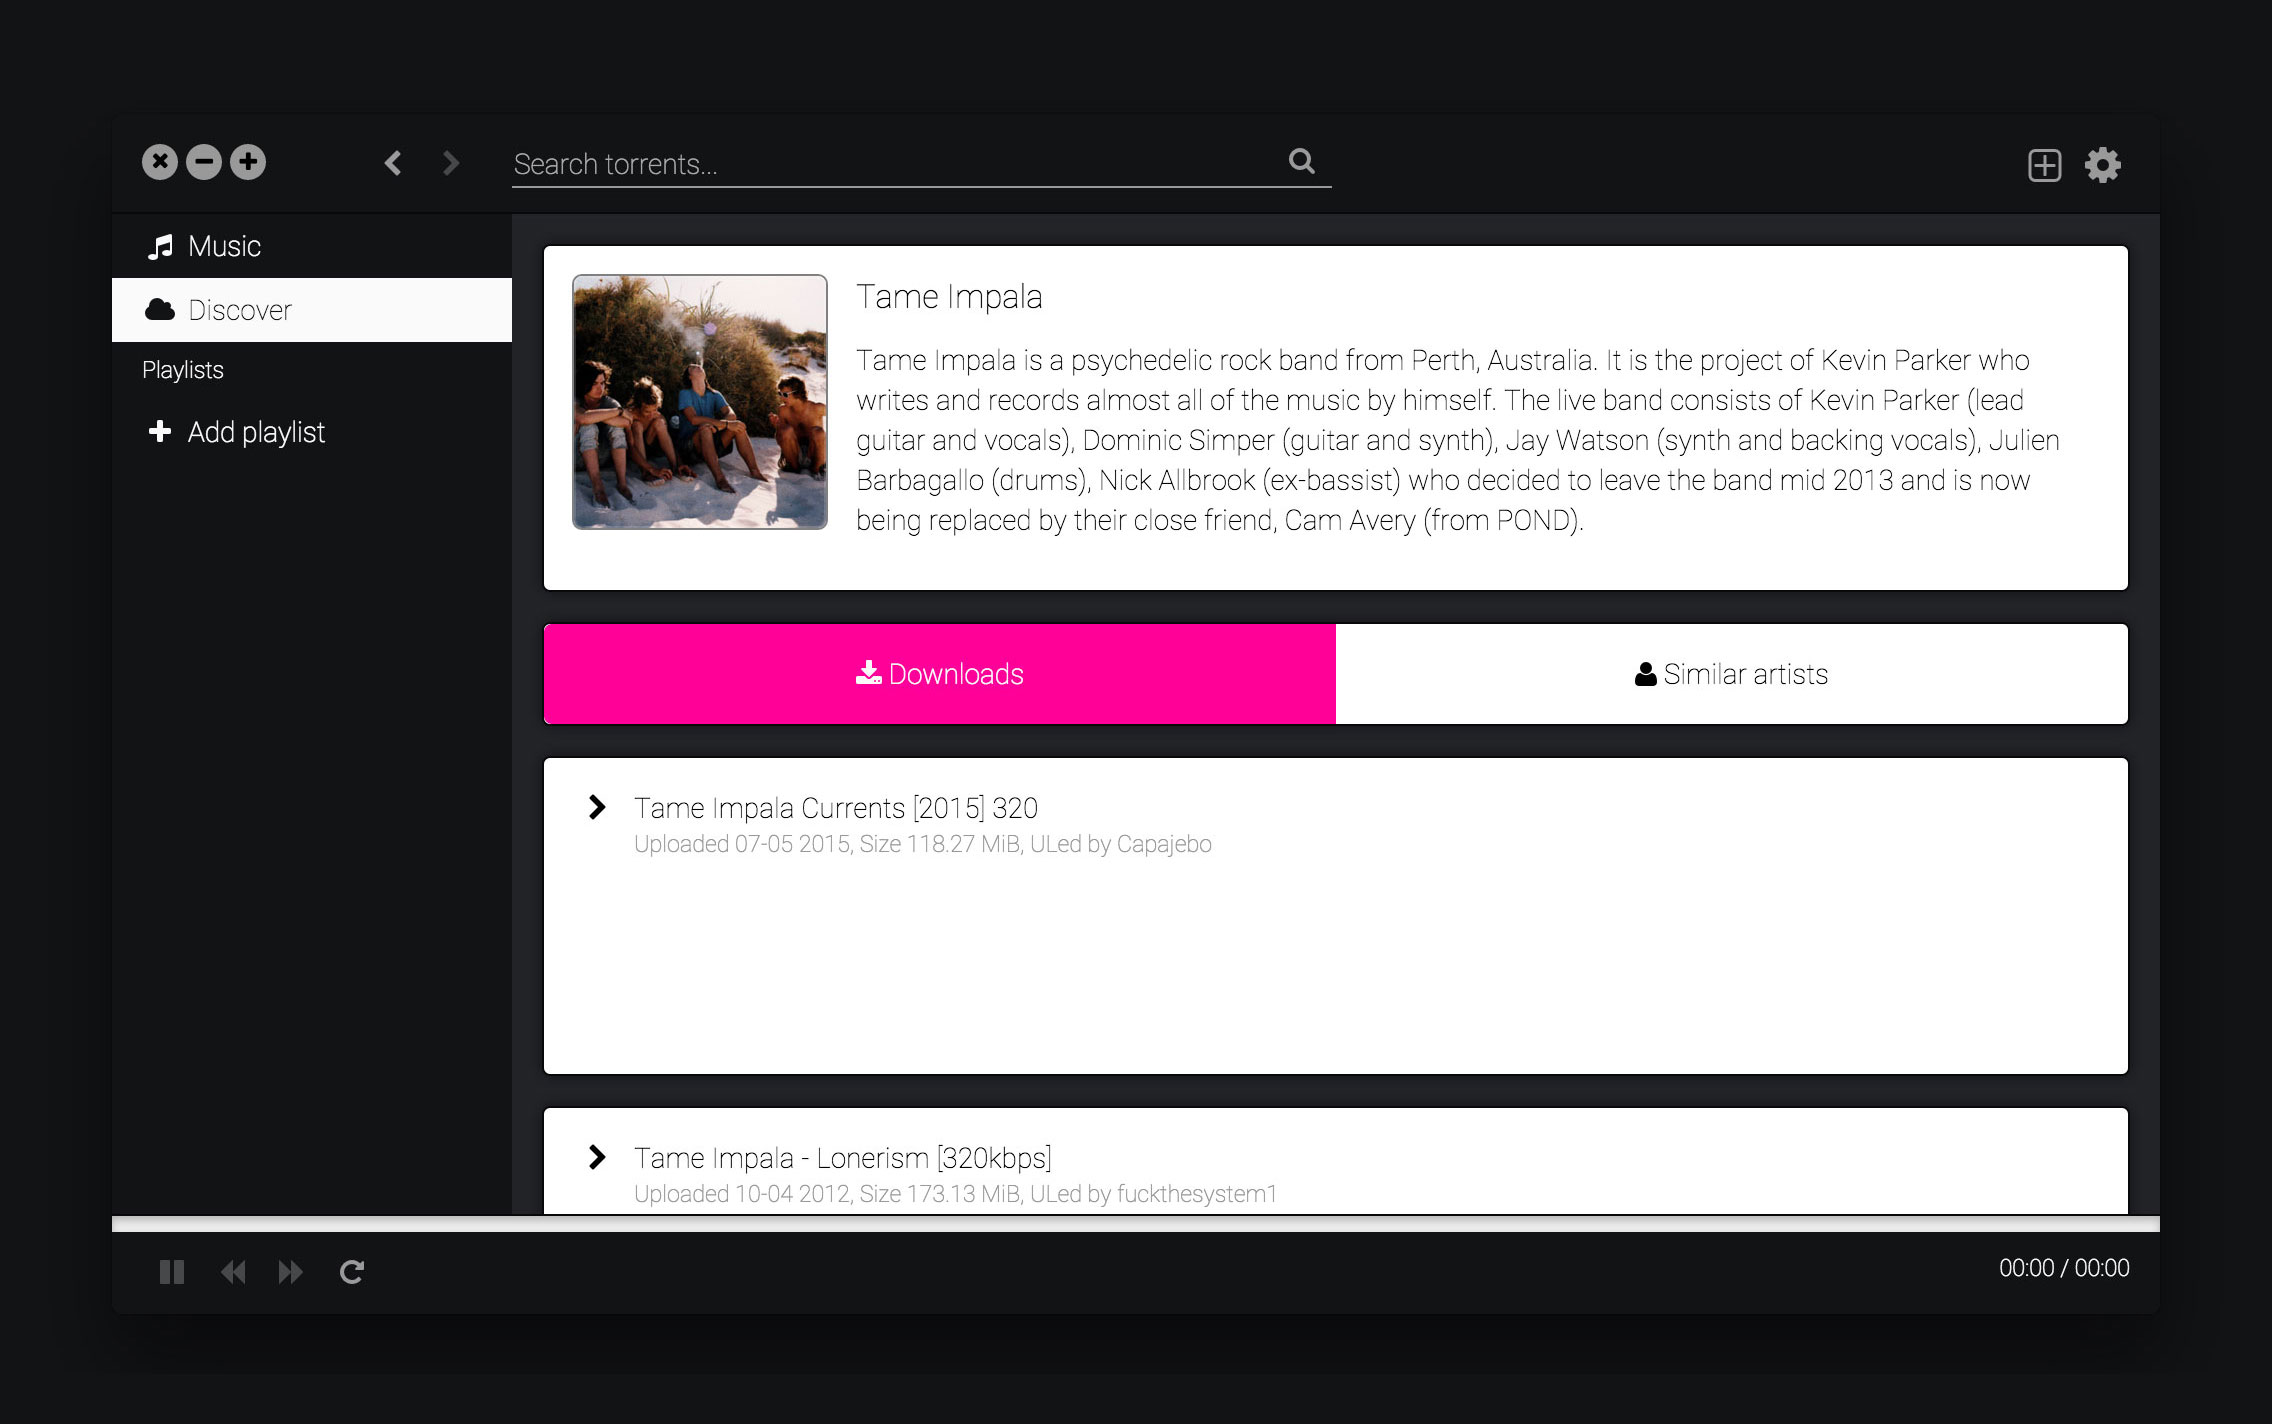 Search torrents...
Music
Discover
Playlists
Add playlist
Tame Impala
Tame Impala is a psychedelic rock band from Perth, Australia. It is the project of Kevin Parker who
writes and records almost all of the music by himself. The live band consists of Kevin Parker (lead
guitar and vocals), Dominic Simper (guitar and synth), Jay Watson (synth and backing vocals), Julien
Barbagallo (drums), Nick Allbrook (ex-bassist) who decided to leave the band mid 2013 and is now
being replaced by their close friend, Cam Avery (from POND).
Downloads
Similar artists
Tame Impala Currents [2015] 320
Uploaded 07-05 2015, Size 118.27 MiB, ULed by Capajebo
Tame Impala - Lonerism [320kbps]
Uploaded 10-04 2012, Size 173.13 MiB, ULed by fuckthesystem1
00:00 / 00:00